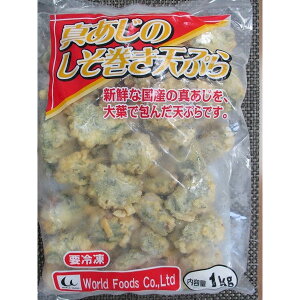 真あじの
しそ巻き天ぷら
新鮮な国産の真あじを、
大葉で包んだ天ぷらです。
要冷凍
World Foods Co.,Ltd
内容量 1kg